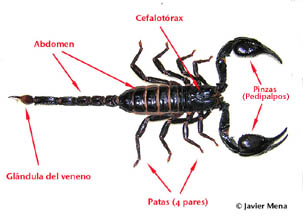 Cefalotórax
Abdomen
Pinzas
(Pedipalpos)
Glándula del veneno
Patas (4 pares)
© Javier Mena